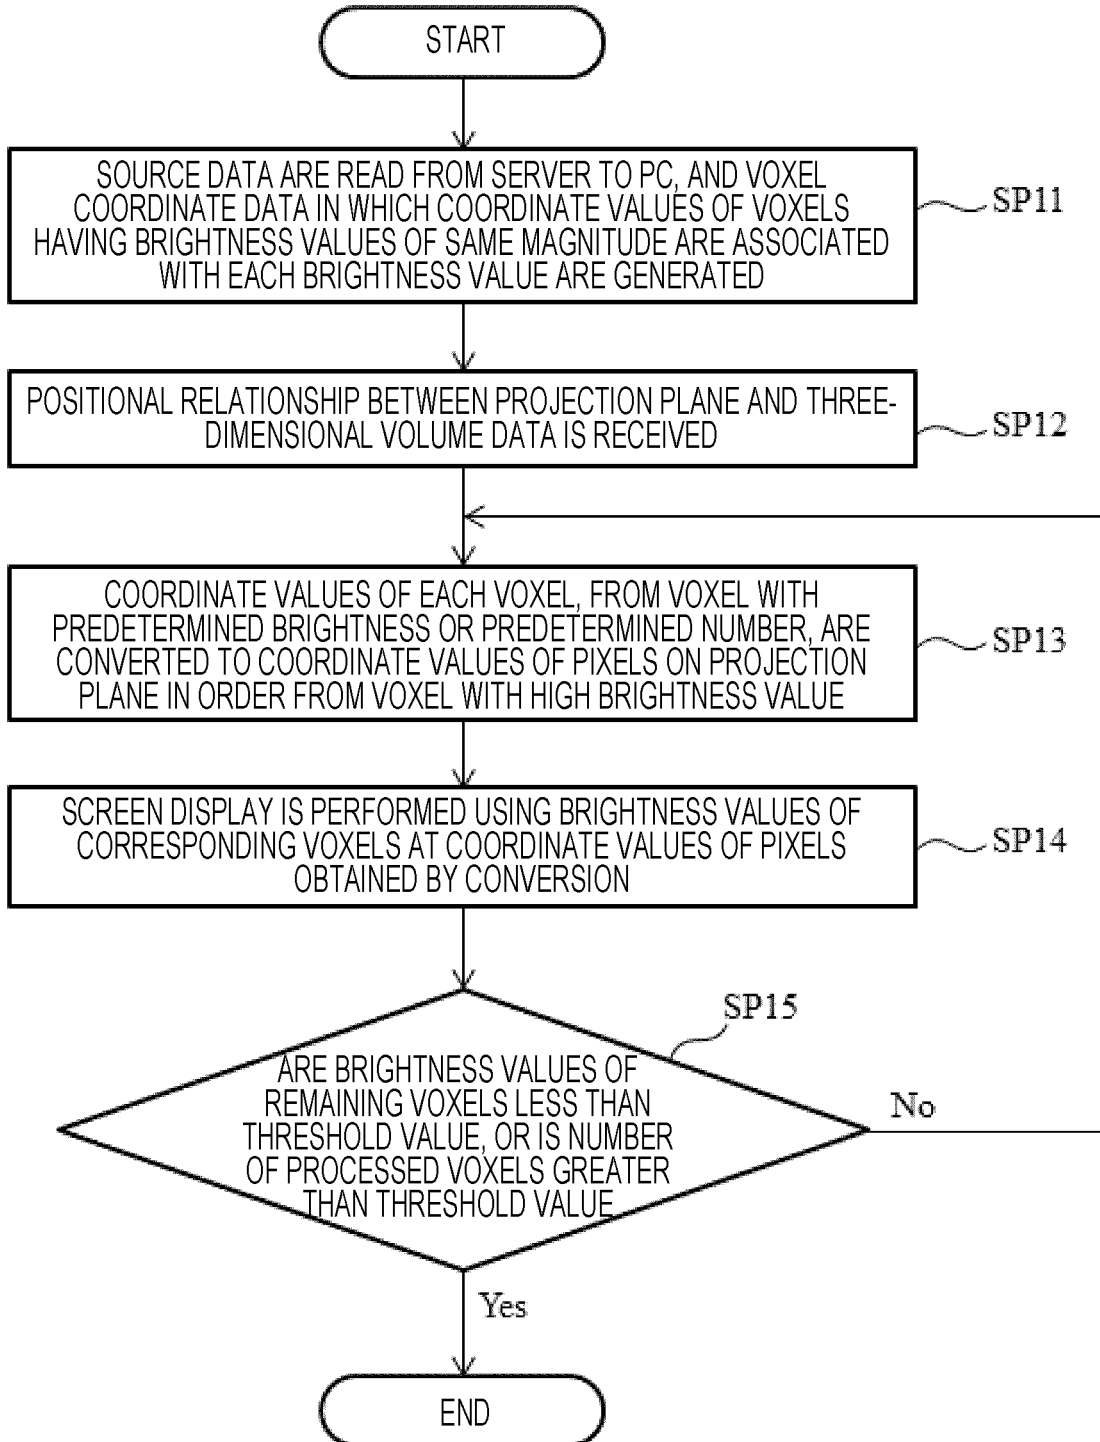 START
SOURCE DATA ARE READ FROM SERVER TO PC, AND VOXEL
COORDINATE DATA IN WHICH COORDINATE VALUES OF VOXELS
HAVING BRIGHTNESS VALUES OF SAME MAGNITUDE ARE ASSOCIATED
WITH EACH BRIGHTNESS VALUE ARE GENERATED
SP11
POSITIONAL RELATIONSHIP BETWEEN PROJECTION PLANE AND THREE-
DIMENSIONAL VOLUME DATA IS RECEIVED
SP12
COORDINATE VALUES OF EACH VOXEL, FROM VOXEL WITH
PREDETERMINED BRIGHTNESS OR PREDETERMINED NUMBER, ARE
CONVERTED TO COORDINATE VALUES OF PIXELS ON PROJECTION
PLANE IN ORDER FROM VOXEL WITH HIGH BRIGHTNESS VALUE
SP13
SCREEN DISPLAY IS PERFORMED USING BRIGHTNESS VALUES OF
CORRESPONDING VOXELS AT COORDINATE VALUES OF PIXELS
OBTAINED BY CONVERSION
SP14
SP15
ARE BRIGHTNESS VALUES OF
REMAINING VOXELS LESS THAN
THRESHOLD VALUE, OR IS NUMBER
OF PROCESSED VOXELS GREATER
THAN THRESHOLD VALUE
No
Yes
END